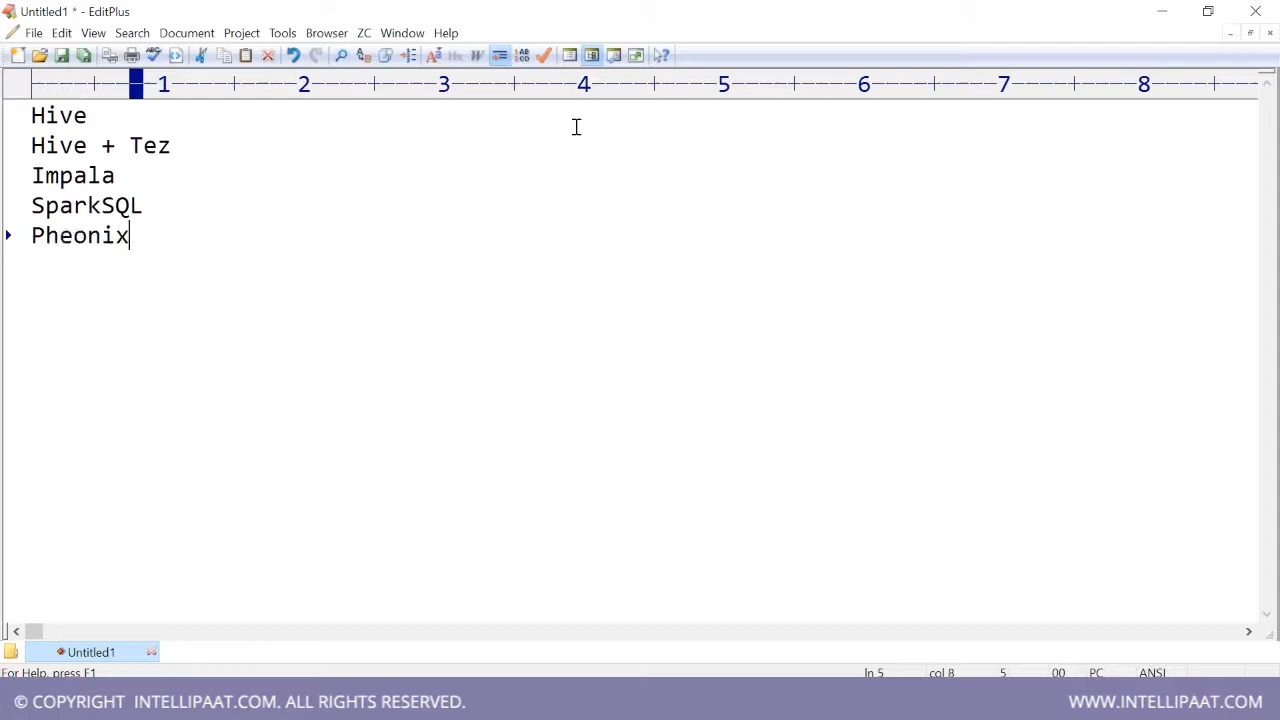 Untitled1 * - EditPlus
File Edit View Search Document Project Tools Browser ZC Window Help
1 2 3 4 5 6 7 8
Hive
Hive + Tez
Impala
SparkSQL
Pheonix
Untitled1
For Help, press F1 ln 5 col 8 5 00 PC ANSI
© COPYRIGHT INTELLIPAAT.COM. ALL RIGHTS RESERVED. WWW.INTELLIPAAT.COM